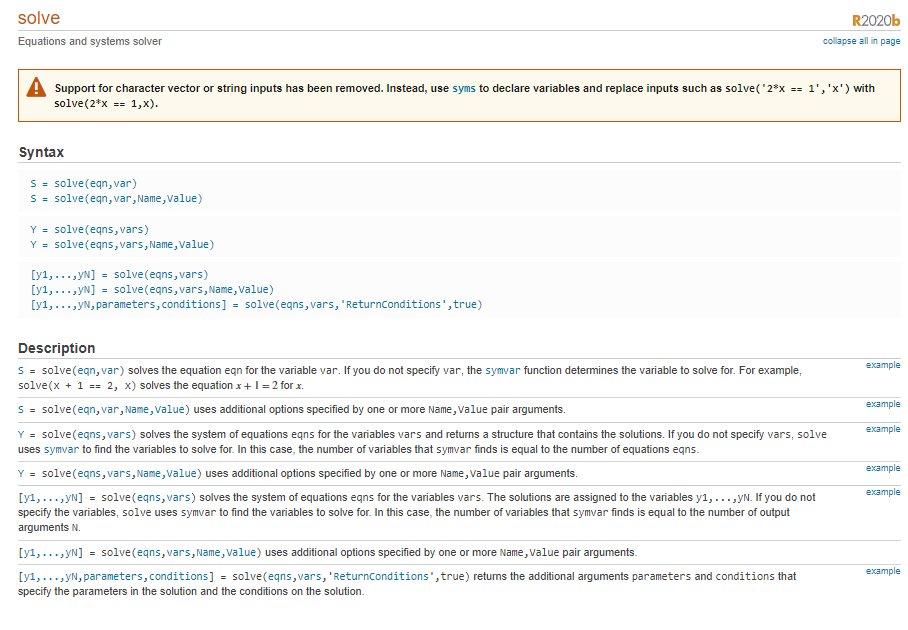 solve
R2020b
Equations and systems solver
collapse all in page
Support for character vector or string inputs has been removed. Instead, use syms to declare variables and replace inputs such as solve('2*x == 1','x') with
solve(2*x == 1,x).
Syntax
S = solve(eqn,var)
S = solve(eqn,var,Name,Value)
Y = solve(eqns,vars)
Y = solve(eqns,vars,Name,Value)
[y1,...,yN] = solve(eqns,vars)
[y1,...,yN] = solve(eqns,vars,Name,Value)
[y1,...,yN,parameters,conditions] = solve(eqns,vars,'ReturnConditions',true)
Description
S = solve(eqn,var) solves the equation eqn for the variable var. If you do not specify var, the symvar function determines the variable to solve for. For example,
example
solve(x + 1 == 2, x) solves the equation x + 1 = 2 for x.
S = solve(eqn,var,Name,Value) uses additional options specified by one or more Name,Value pair arguments.
example
Y = solve(eqns,vars) solves the system of equations eqns for the variables vars and returns a structure that contains the solutions. If you do not specify vars, solve
example
uses symvar to find the variables to solve for. In this case, the number of variables that symvar finds is equal to the number of equations eqns.
Y = solve(eqns,vars,Name,Value) uses additional options specified by one or more Name,Value pair arguments.
example
[y1,...,yN] = solve(eqns,vars) solves the system of equations eqns for the variables vars. The solutions are assigned to the variables y1,...,yN. If you do not
example
specify the variables, solve uses symvar to find the variables to solve for. In this case, the number of variables that symvar finds is equal to the number of output
arguments N.
[y1,...,yN] = solve(eqns,vars,Name,Value) uses additional options specified by one or more Name,Value pair arguments.
[y1,...,yN,parameters,conditions] = solve(eqns,vars,'ReturnConditions',true) returns the additional arguments parameters and conditions that
example
specify the parameters in the solution and the conditions on the solution.